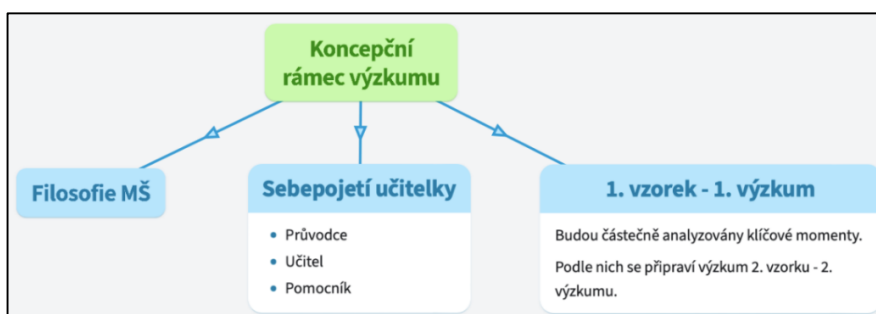 Koncepční
rámec výzkumu
Filosofie MŠ
Sebepojetí učitelky
Průvodce
Učitel
Pomocník
1. vzorek - 1. výzkum
Budou částečně analyzovány klíčové momenty.
Podle nich se připraví výzkum 2. vzorku - 2.
výzkumu.